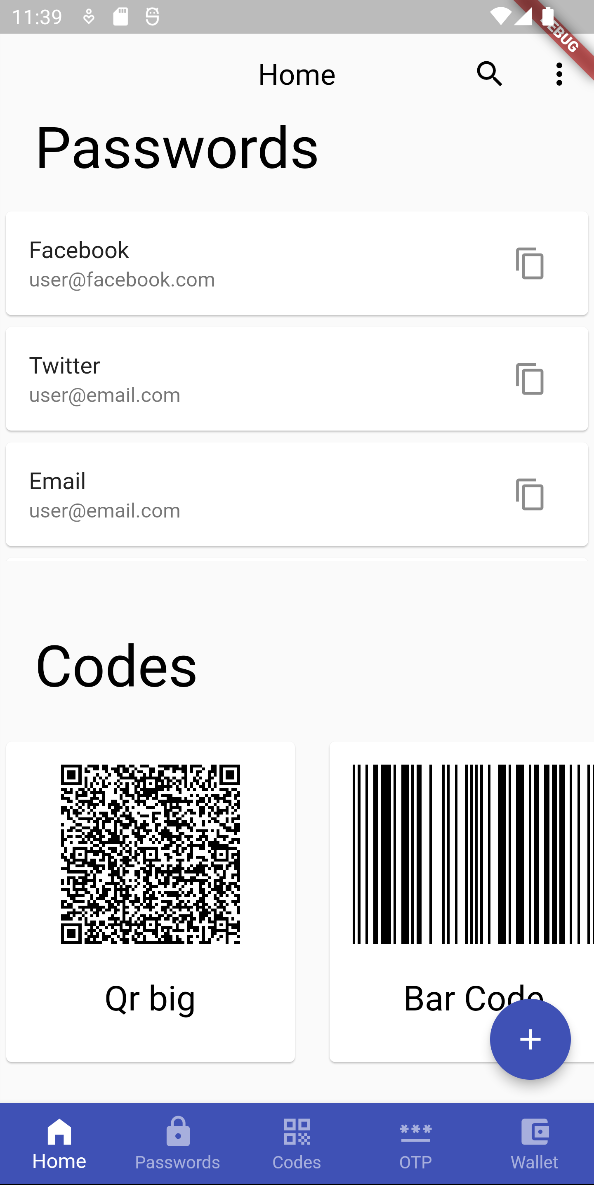 11:39
Home
Passwords
Facebook
user@facebook.com
Twitter
user@email.com
Email
user@email.com
Codes
Qr big
Bar Code
Home
Passwords
Codes
OTP
Wallet